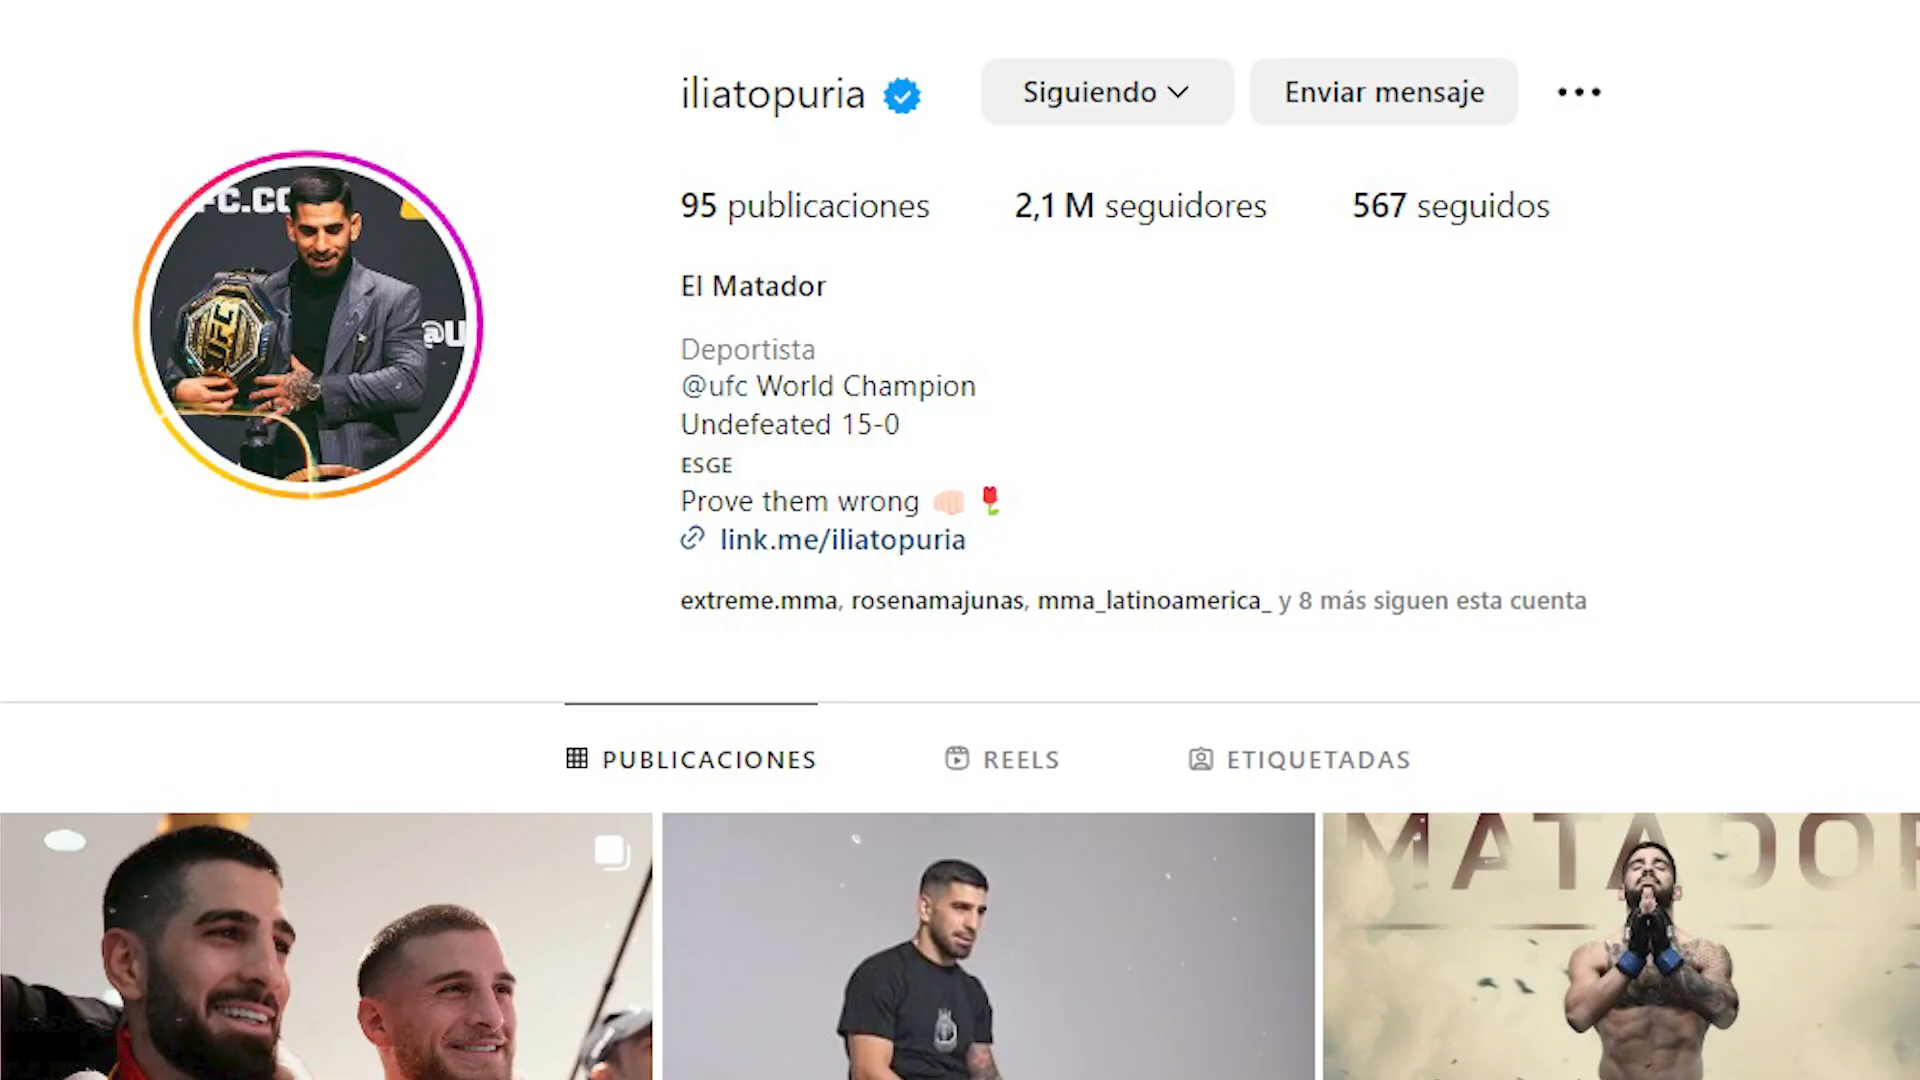 iliatopuria
Siguiendo
Enviar mensaje
95 publicaciones
2,1 M seguidores
567 seguidos
El Matador
Deportista
@ufc World Champion
Undefeated 15-0
ESGE
Prove them wrong 👊🏻🌹
link.me/iliatopuria
extreme.mma, rosenamajunas, mma_latinoamerica_ y 8 más siguen esta cuenta
PUBLICACIONES
REELS
ETIQUETADAS
MATADOR
UFC
@U